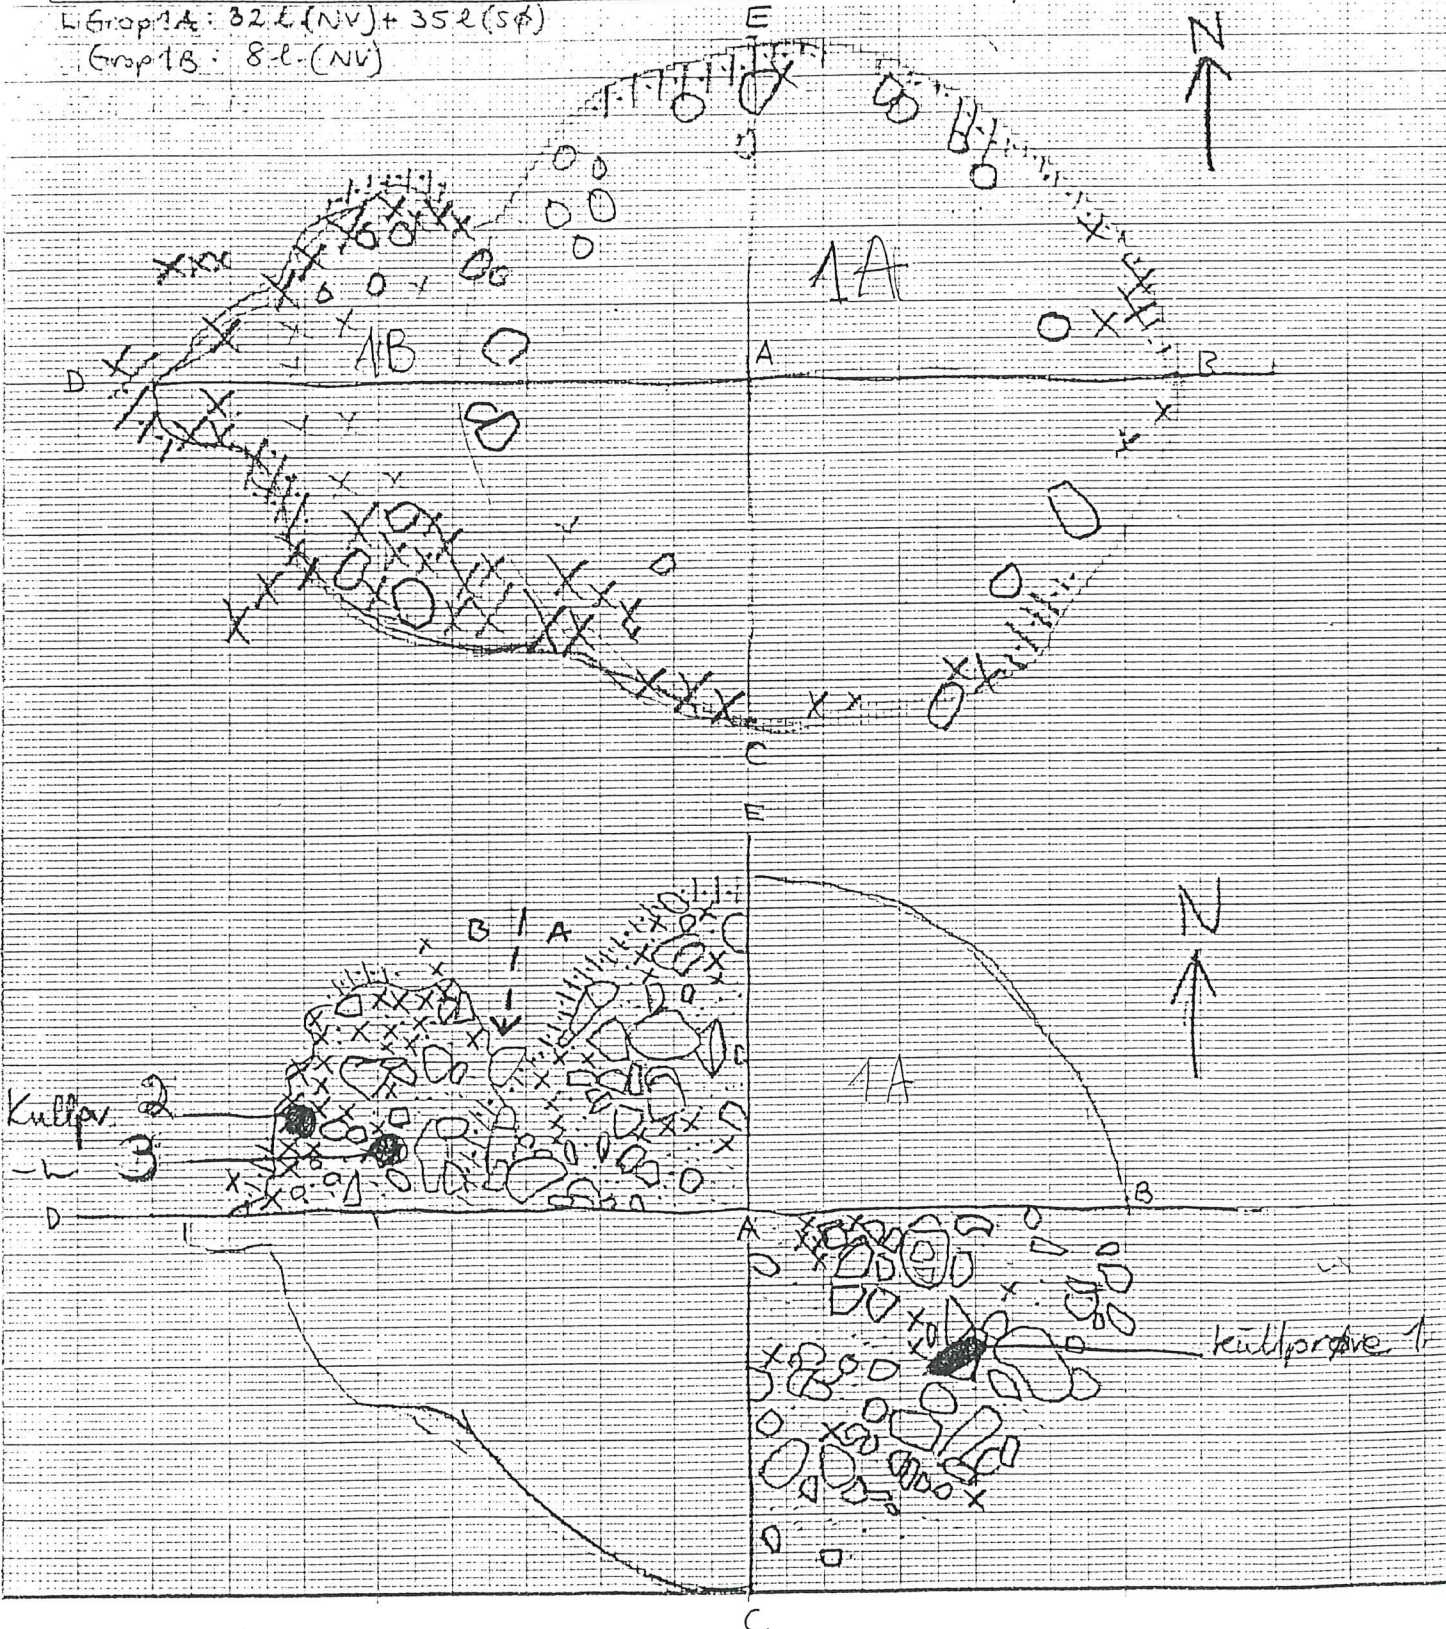 Grop 1A: 32 l (NV) + 35 l (SØ)
Grop 1B: 8 l. (NV)
E
N
1A
1B
D
A
B
C
E
N
B A
1A
Kullpr. 2
3
D
A
B
kullprøve 1
C